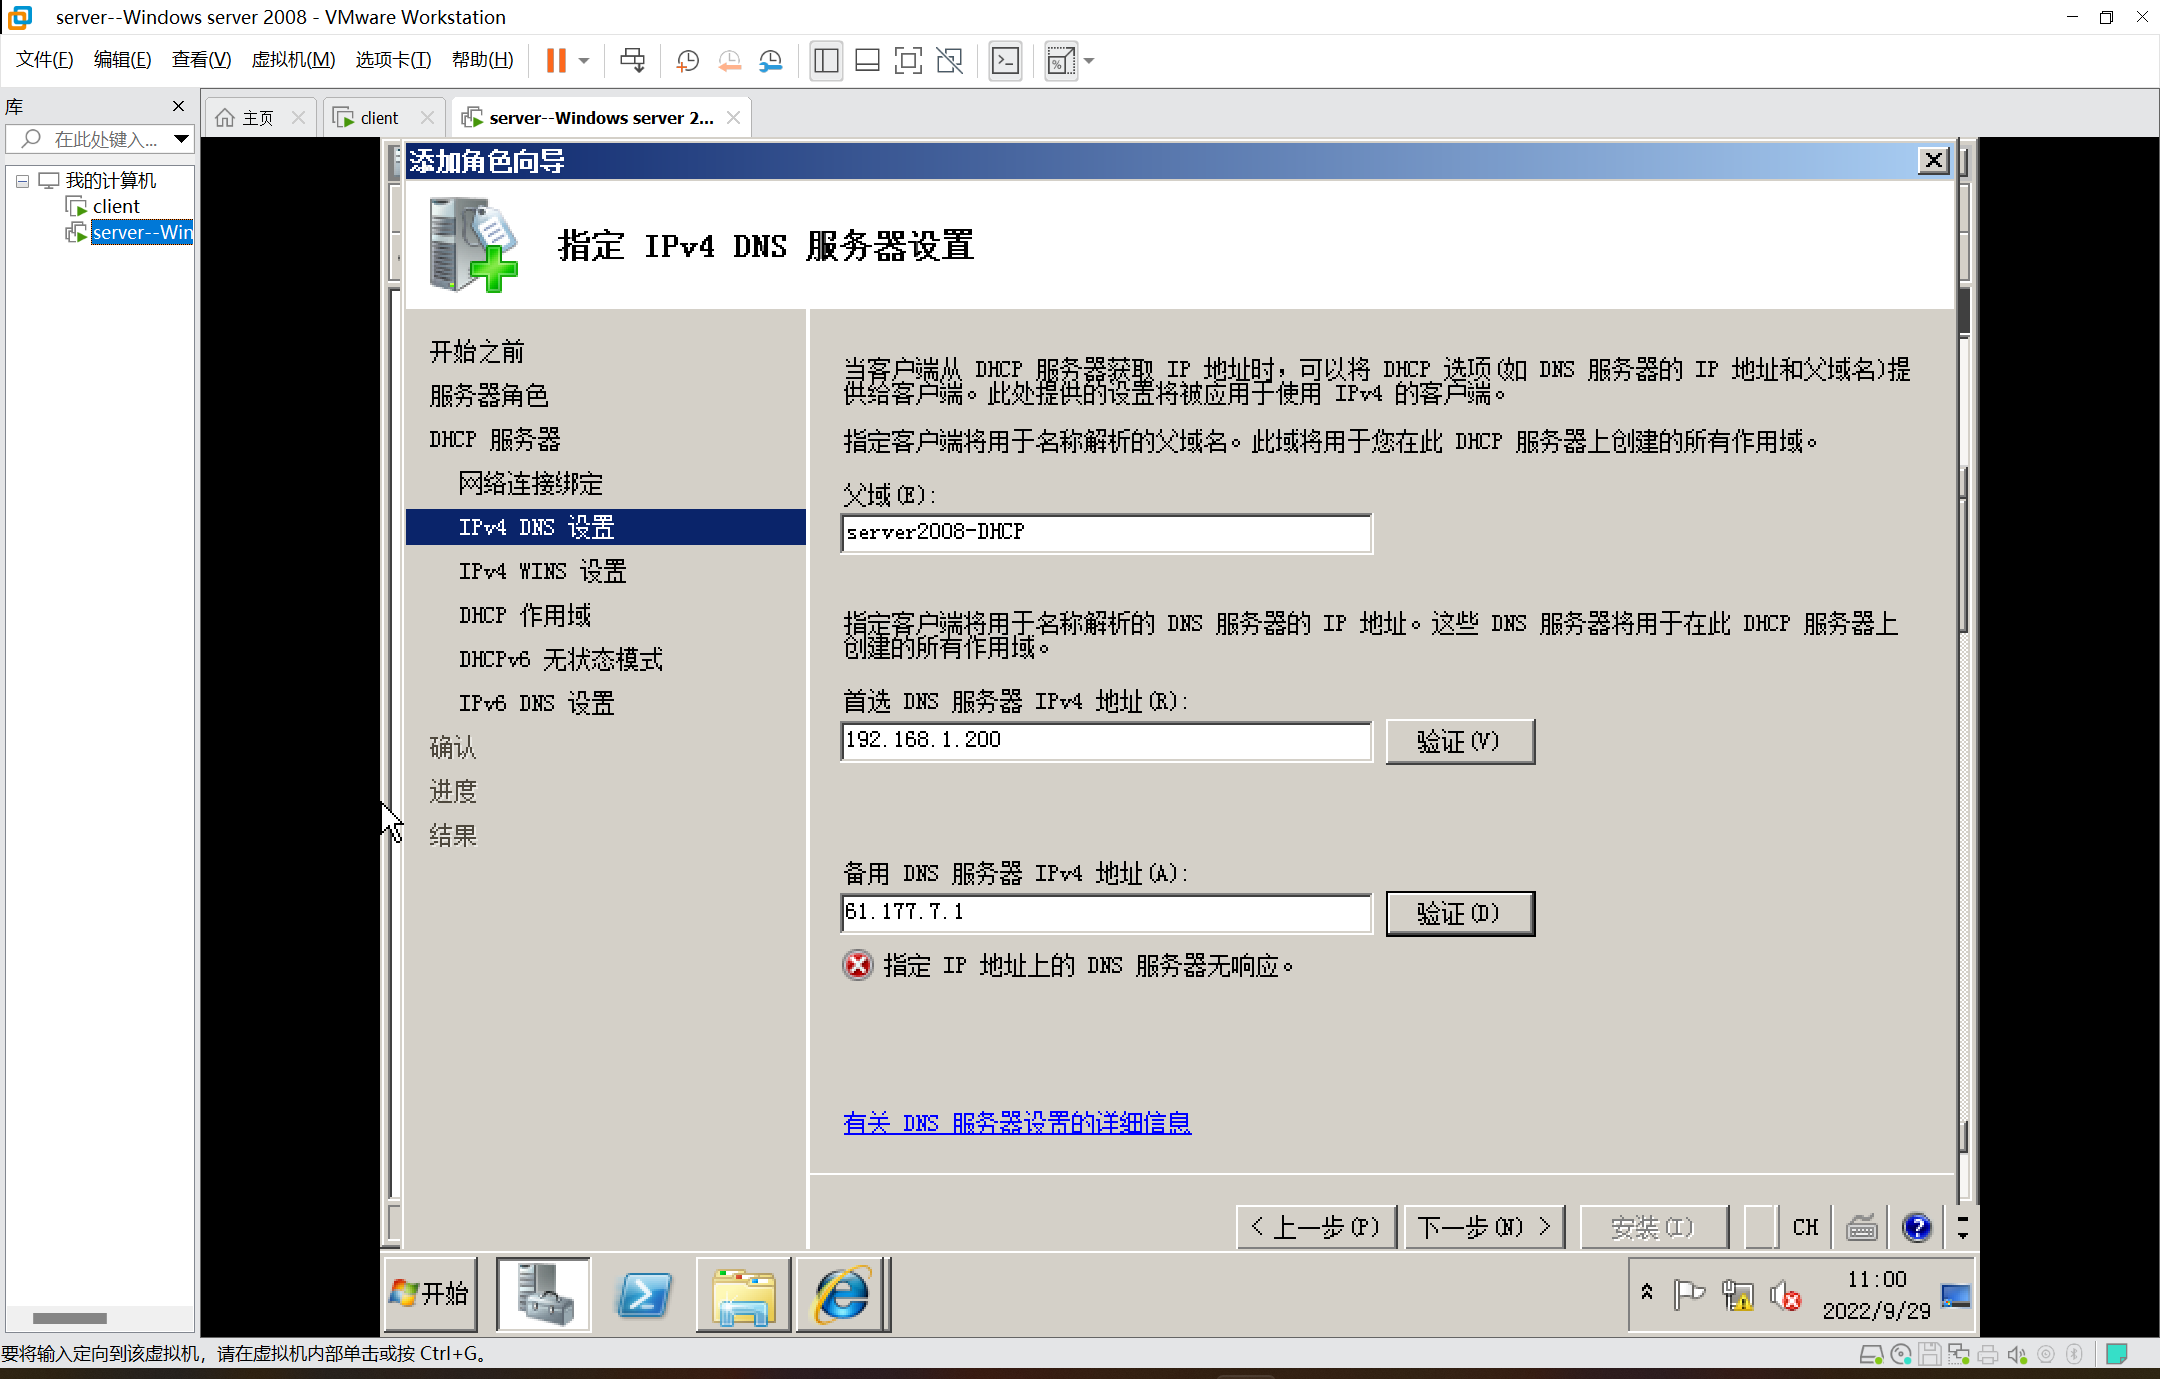 server--Windows server 2008 - VMware Workstation
文件(F) 编辑(E) 查看(V) 虚拟机(M) 选项卡(T) 帮助(H)
库
主页
client
server--Windows server 2...
在此处键入...
我的计算机
client
server--Win
添加角色向导
指定 IPv4 DNS 服务器设置
开始之前
服务器角色
DHCP 服务器
网络连接绑定
IPv4 DNS 设置
IPv4 WINS 设置
DHCP 作用域
DHCPv6 无状态模式
IPv6 DNS 设置
确认
进度
结果
当客户端从 DHCP 服务器获取 IP 地址时，可以将 DHCP 选项(如 DNS 服务器的 IP 地址和父域名)提
供给客户端。此处提供的设置将被应用于使用 IPv4 的客户端。
指定客户端将用于名称解析的父域名。此域将用于您在此 DHCP 服务器上创建的所有作用域。
父域(E):
server2008-DHCP
指定客户端将用于名称解析的 DNS 服务器的 IP 地址。这些 DNS 服务器将用于在此 DHCP 服务器上
创建的所有作用域。
首选 DNS 服务器 IPv4 地址(R):
192.168.1.200
验证(V)
备用 DNS 服务器 IPv4 地址(A):
61.177.7.1
验证(D)
指定 IP 地址上的 DNS 服务器无响应。
有关 DNS 服务器设置的详细信息
< 上一步(P)
下一步(N) >
安装(I)
CH
开始
11:00
2022/9/29
要将输入定向到该虚拟机，请在虚拟机内部单击或按 Ctrl+G。